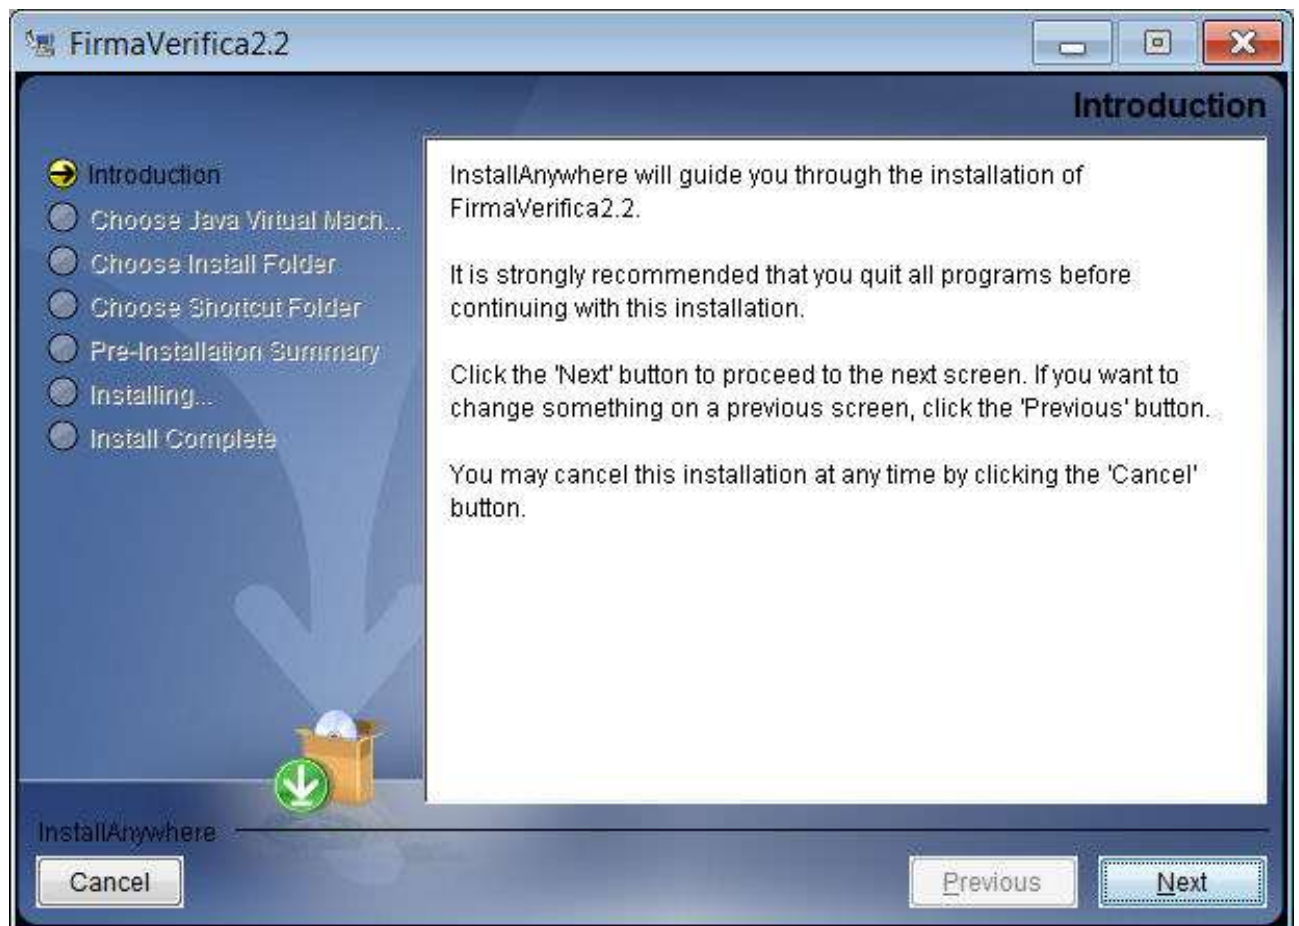 FirmaVerifica2.2
Introduction
Introduction
Choose Java Virtual Mach...
Choose Install Folder
Choose Shortcut Folder
Pre-Installation Summary
Installing...
Install Complete
InstallAnywhere will guide you through the installation of
FirmaVerifica2.2.
It is strongly recommended that you quit all programs before
continuing with this installation.
Click the 'Next' button to proceed to the next screen. If you want to
change something on a previous screen, click the 'Previous' button.
You may cancel this installation at any time by clicking the 'Cancel'
button.
InstallAnywhere
Cancel
Previous
Next